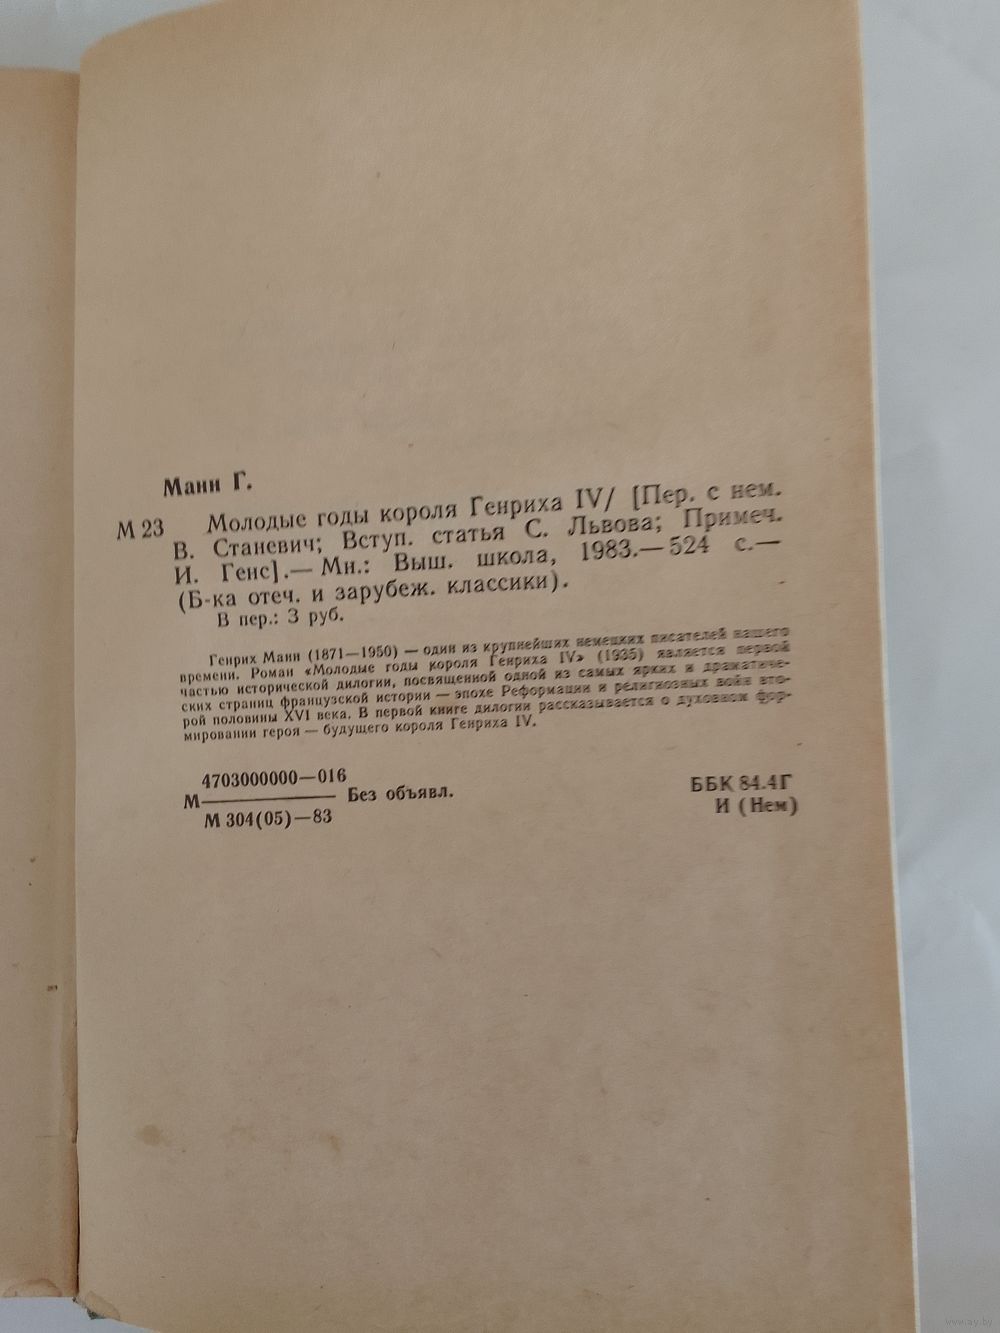 Манн Г.
М 23 Молодые годы короля Генриха IV/ [Пер. с нем.
В. Станевич; Вступ. статья С. Львова; Примеч.
И. Генс].— Мн.: Выш. школа, 1983.— 524 с.—
(Б-ка отеч. и зарубеж. классики).
В пер.: 3 руб.
Генрих Манн (1871—1950) — один из крупнейших немецких писателей нашего
времени. Роман «Молодые годы короля Генриха IV» (1935) является первой
частью исторической дилогии, посвященной одной из самых ярких и драматиче-
ских страниц французской истории — эпохе Реформации и религиозных войн вто-
рой половины XVI века. В первой книге дилогии рассказывается о духовном фор-
мировании героя — будущего короля Генриха IV.
4703000000—016
М——— Без объявл.
М 304(05)—83
ББК 84.4Г
И (Нем)
www.ay.by